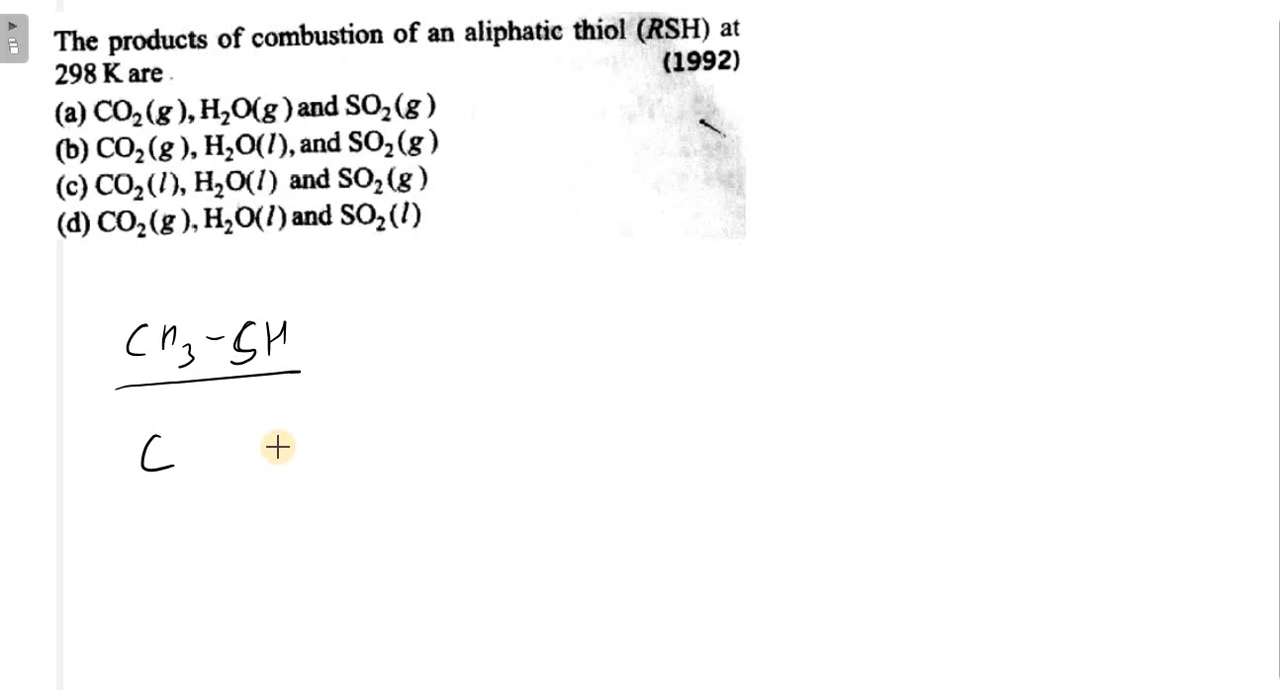 The products of combustion of an aliphatic thiol (RSH) at
298 K are
(1992)
(a) CO₂(g), H₂O(g) and SO₂(g)
(b) CO₂(g), H₂O(l), and SO₂(g)
(c) CO₂(l), H₂O(l) and SO₂(g)
(d) CO₂(g), H₂O(l) and SO₂(l)
CH₃-SH
C